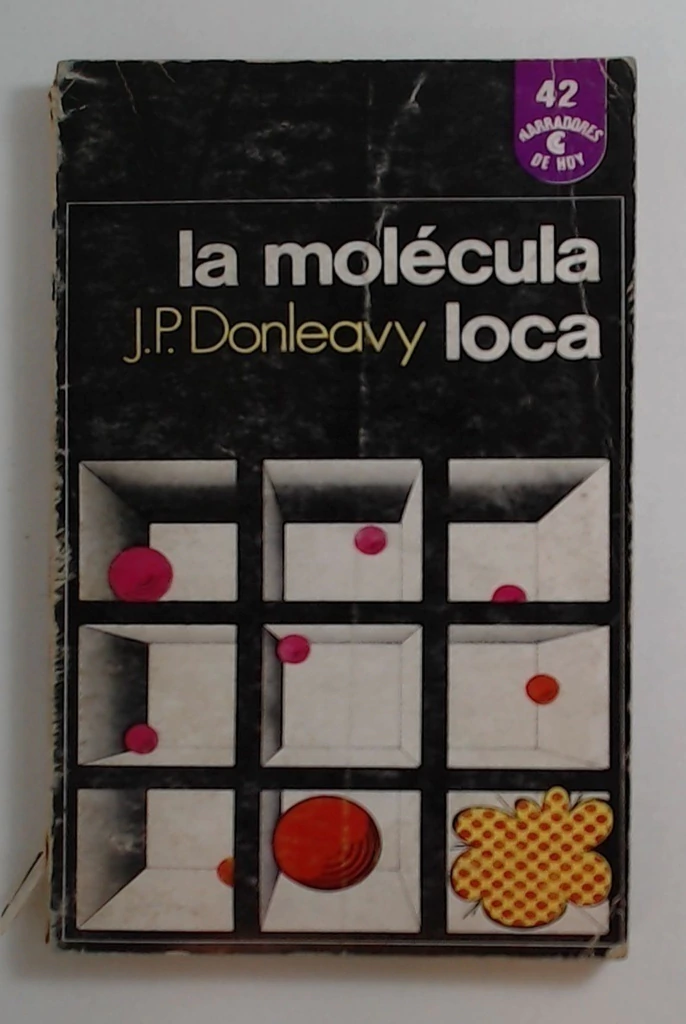 42
NARRADORES
DE HOY
la molécula
J.P. Donleavy loca